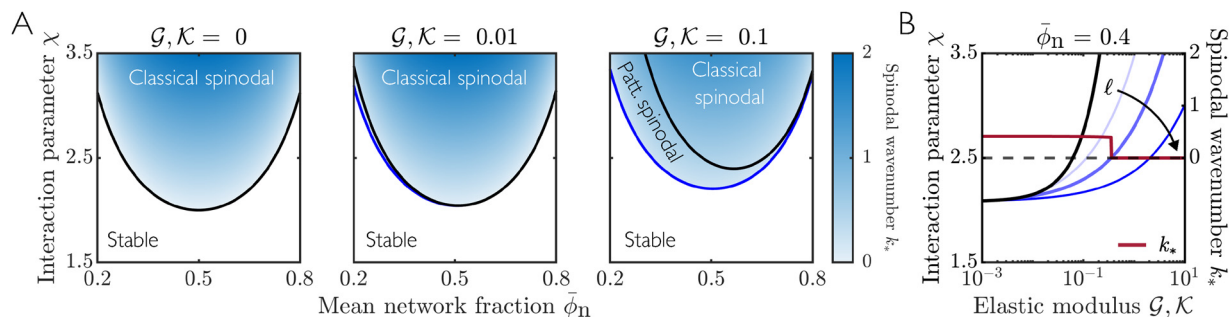 A
B
𝒢, 𝒦 = 0
𝒢, 𝒦 = 0.01
𝒢, 𝒦 = 0.1
ϕ̄n = 0.4
Interaction parameter χ
3.5
2.5
1.5
Classical spinodal
Stable
0.2
0.5
0.8
Classical spinodal
Stable
0.2
0.5
0.8
Patt. spinodal
Classical
spinodal
Stable
0.2
0.5
0.8
Mean network fraction ϕ̄n
2
1
0
Spinodal wavenumber k*
Interaction parameter χ
3.5
2.5
1.5
ℓ
k*
10⁻³
10⁻¹
10¹
Elastic modulus 𝒢, 𝒦
2
1
0
Spinodal wavenumber k*